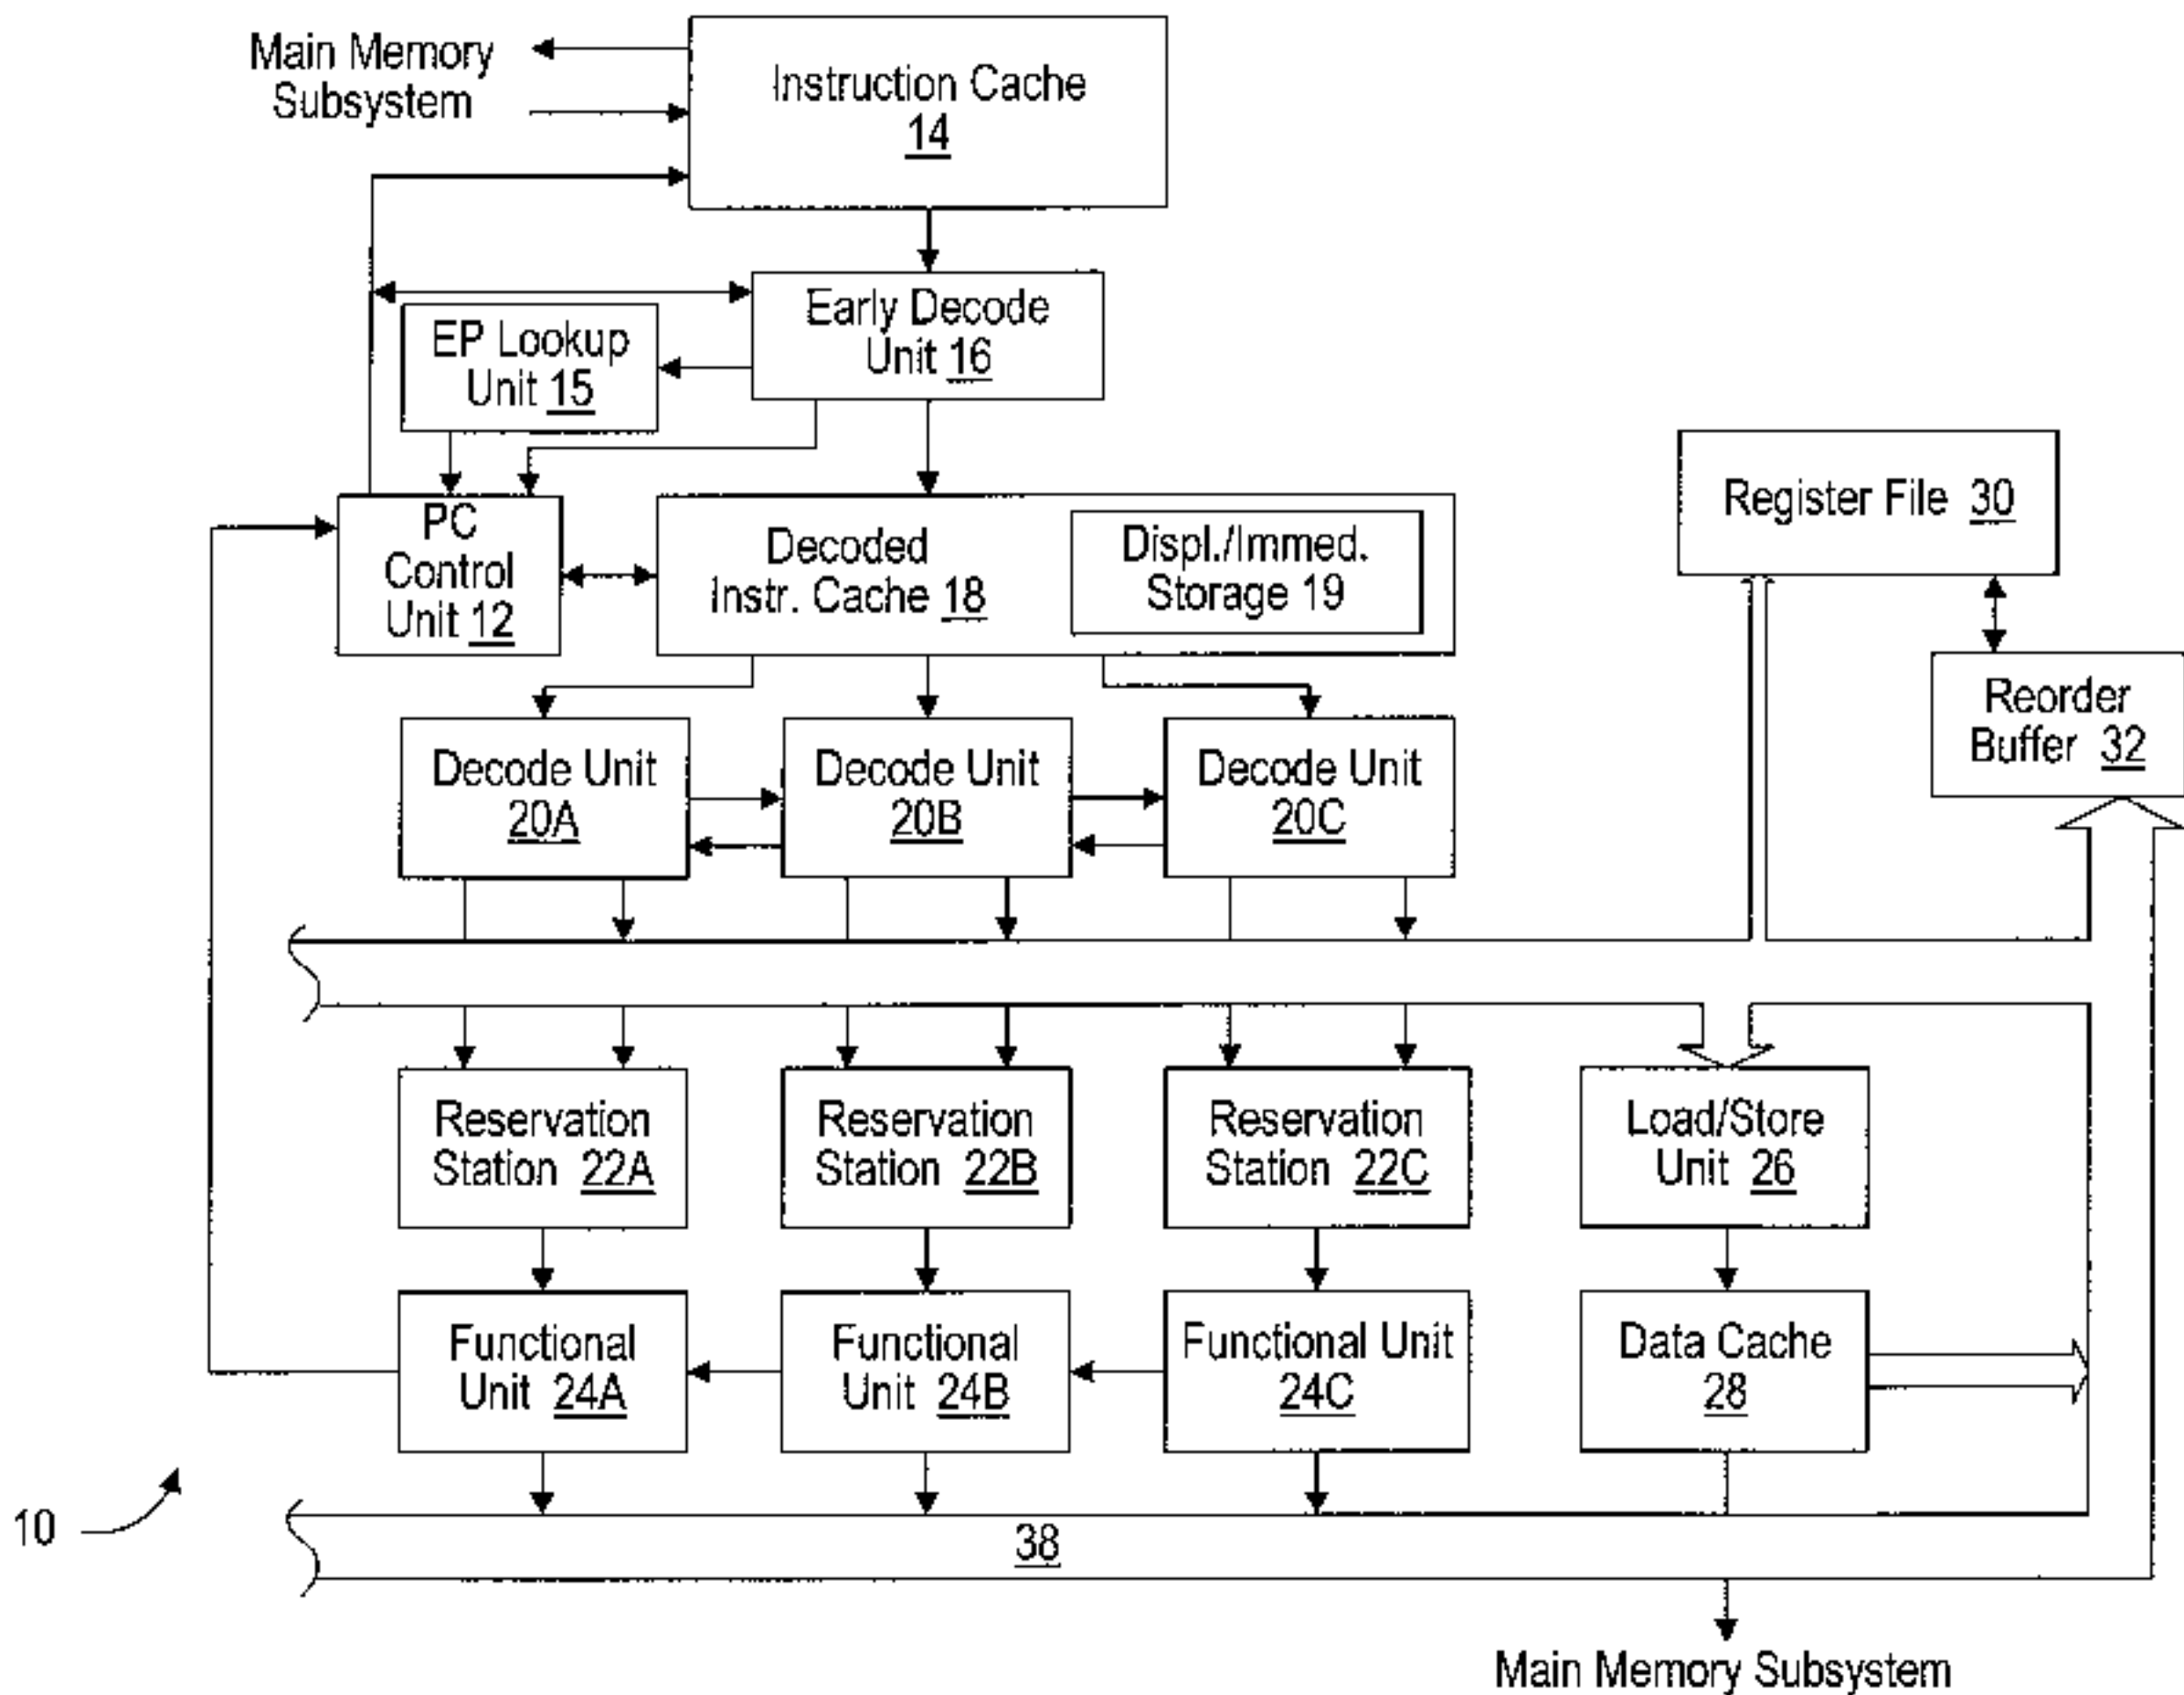 Main Memory
Subsystem
Instruction Cache
14
Early Decode
Unit 16
EP Lookup
Unit 15
PC
Control
Unit 12
Decoded
Instr. Cache 18
Displ./Immed.
Storage 19
Register File 30
Reorder
Buffer 32
Decode Unit
20A
Decode Unit
20B
Decode Unit
20C
Reservation
Station 22A
Reservation
Station 22B
Reservation
Station 22C
Load/Store
Unit 26
Functional
Unit 24A
Functional
Unit 24B
Functional Unit
24C
Data Cache
28
10
38
Main Memory Subsystem